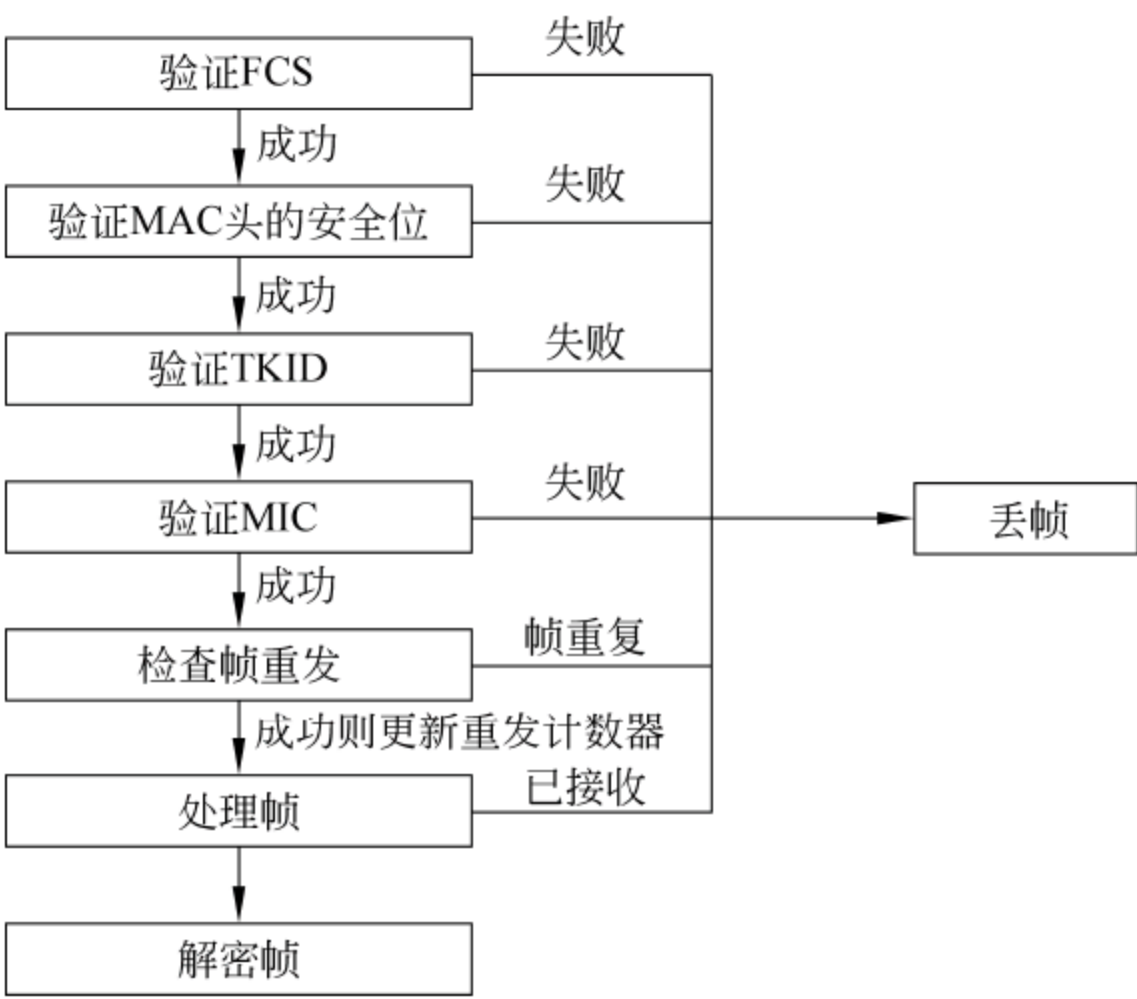 失败
验证FCS
成功
失败
验证MAC头的安全位
成功
失败
验证TKID
成功
失败
验证MIC
丢帧
成功
帧重复
检查帧重发
成功则更新重发计数器
已接收
处理帧
解密帧